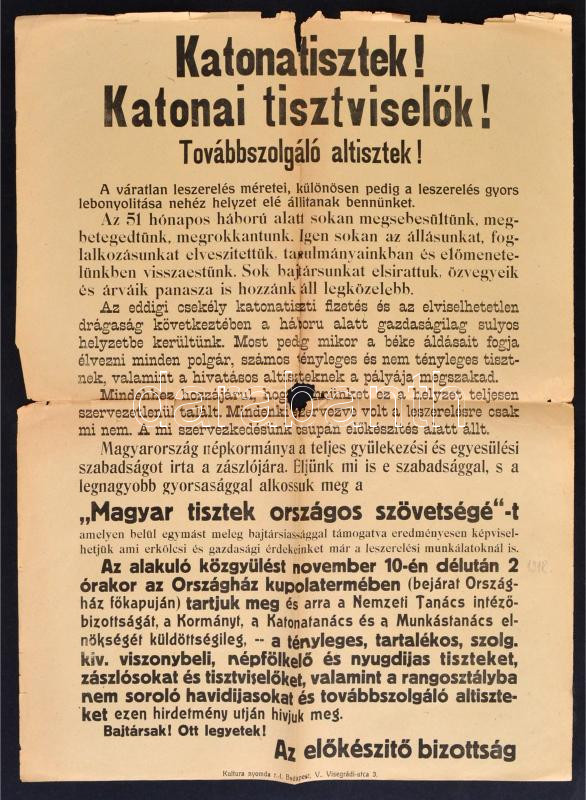 Katonatisztek!
Katonai tisztviselők!
Továbbszolgáló altisztek!
A váratlan leszerelés méretei, különösen pedig a leszerelés gyors
lebonyolitása nehéz helyzet elé állitanak bennünket.
Az 51 hónapos háború alatt sokan megsebesültünk, meg-
betegedtünk, megrokkantunk. Igen sokan az állásunkat, fog-
lalkozásunkat elveszitettük, tanulmányainkban és előmenete-
lünkben visszaestünk. Sok bajtársunkat elsirattuk, özvegyeik
és árváik panasza is hozzánk áll legközelebb.
Az eddigi csekély katonatiszti fizetés és az elviselhetetlen
drágaság következtében a háboru alatt gazdaságilag sulyos
helyzetbe kerültünk. Most pedig mikor a béke áldásait fogja
élvezni minden polgár, számos tényleges és nem tényleges tiszt-
nek, valamint a hivatásos altiszteknek a pályája megszakad.
Mindehhez hozzájárul, hogy ez a helyzet teljesen
szervezetlenül talált. Mindenki szervezve volt a leszerelésre csak
mi nem. A mi szervezkedésünk csupán előkészités alatt állt.
Magyarország népkormánya a teljes gyülekezési és egyesülési
szabadságot irta a zászlójára. Éljünk mi is e szabadsággal, s a
legnagyobb gyorsasággal alkossuk meg a
„Magyar tisztek országos szövetségé"-t
amelyen belül egymást meleg bajtársiassággal támogatva eredményesen képvisel-
hetjük ami erkölcsi és gazdasági érdekeinket már a leszerelési munkálatoknál is.
Az alakuló közgyülést november 10-én délután 2
órakor az Országház kupolatermében (bejárat Ország-
ház főkapuján) tartjuk meg és arra a Nemzeti Tanács intéző-
bizottságát, a Kormányt, a Katonatanács és a Munkástanács el-
nökségét küldöttségileg, -- a tényleges, tartalékos, szolg.
kiv. viszonybeli, népfölkelő és nyugdijas tiszteket,
zászlósokat és tisztviselőket, valamint a rangosztályba
nem soroló havidijasokat és továbbszolgáló altiszte-
ket ezen hirdetmény utján hivjuk meg.
Bajtársak! Ott legyetek!
Az előkészitő bizottság
Kultura nyomda r.-t. Budapest, V., Visegrádi-utca 3.